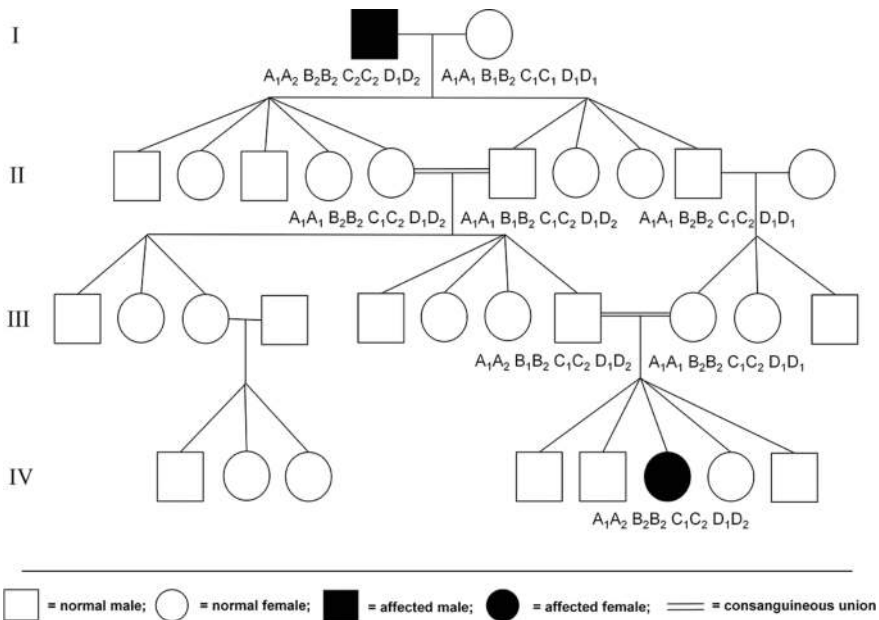 I
A₁A₂ B₂B₂ C₂C₂ D₁D₂ A₁A₁ B₁B₂ C₁C₁ D₁D₁
II
A₁A₁ B₂B₂ C₁C₂ D₁D₂ A₁A₁ B₁B₂ C₁C₂ D₁D₂ A₁A₁ B₂B₂ C₁C₂ D₁D₁
III
A₁A₂ B₁B₂ C₁C₂ D₁D₂ A₁A₁ B₂B₂ C₁C₂ D₁D₁
IV
A₁A₂ B₂B₂ C₁C₂ D₁D₂
= normal male; = normal female; = affected male; = affected female; = consanguineous union